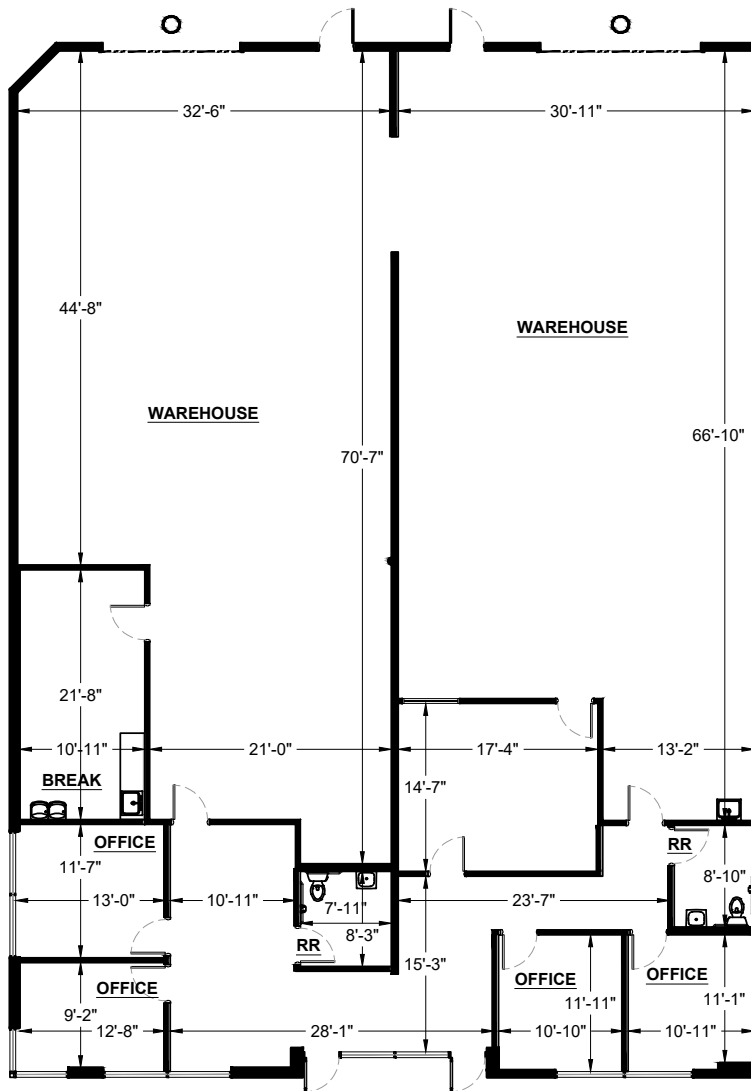 32'-6"
30'-11"
44'-8"
WAREHOUSE
WAREHOUSE
66'-10"
70'-7"
21'-8"
10'-11"
21'-0"
17'-4"
13'-2"
BREAK
14'-7"
OFFICE
RR
11'-7"
8'-10"
13'-0"
10'-11"
7'-11"
23'-7"
8'-3"
RR
15'-3"
OFFICE
OFFICE
OFFICE
9'-2"
11'-11"
11'-1"
12'-8"
28'-1"
10'-10"
10'-11"